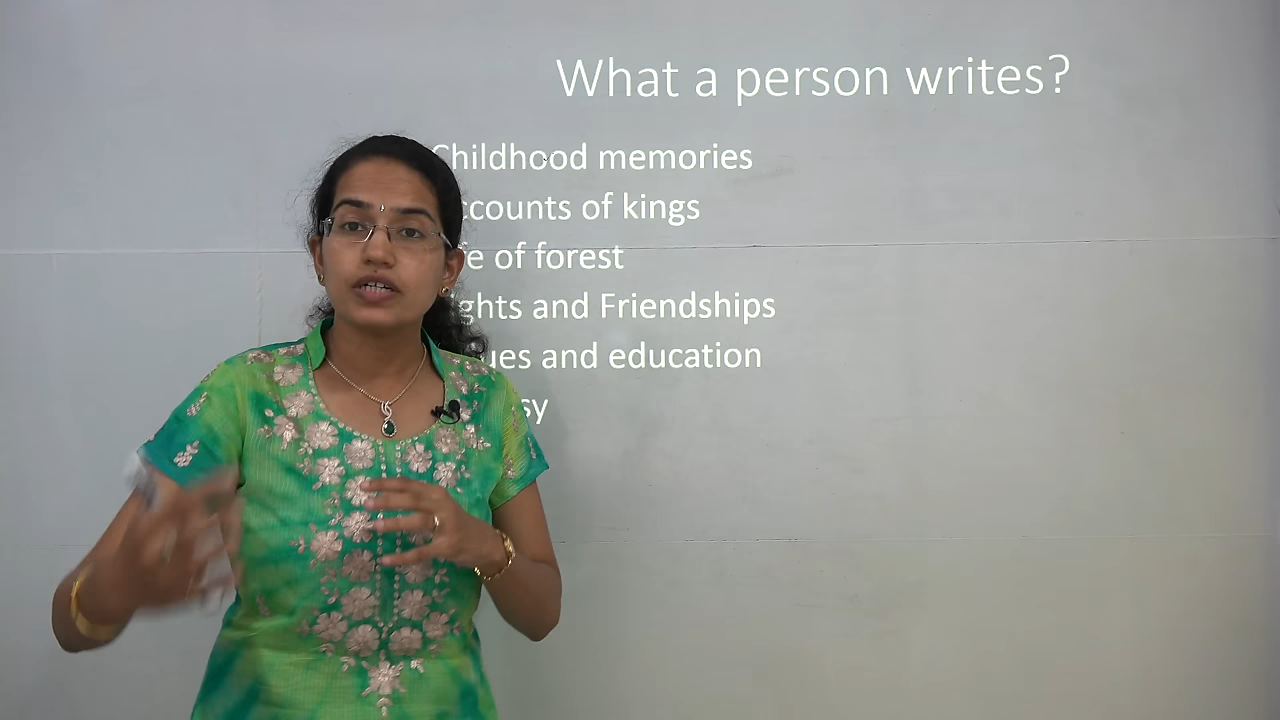 What a person writes?
Childhood memories
of kings
of forest
and Friendships
and education